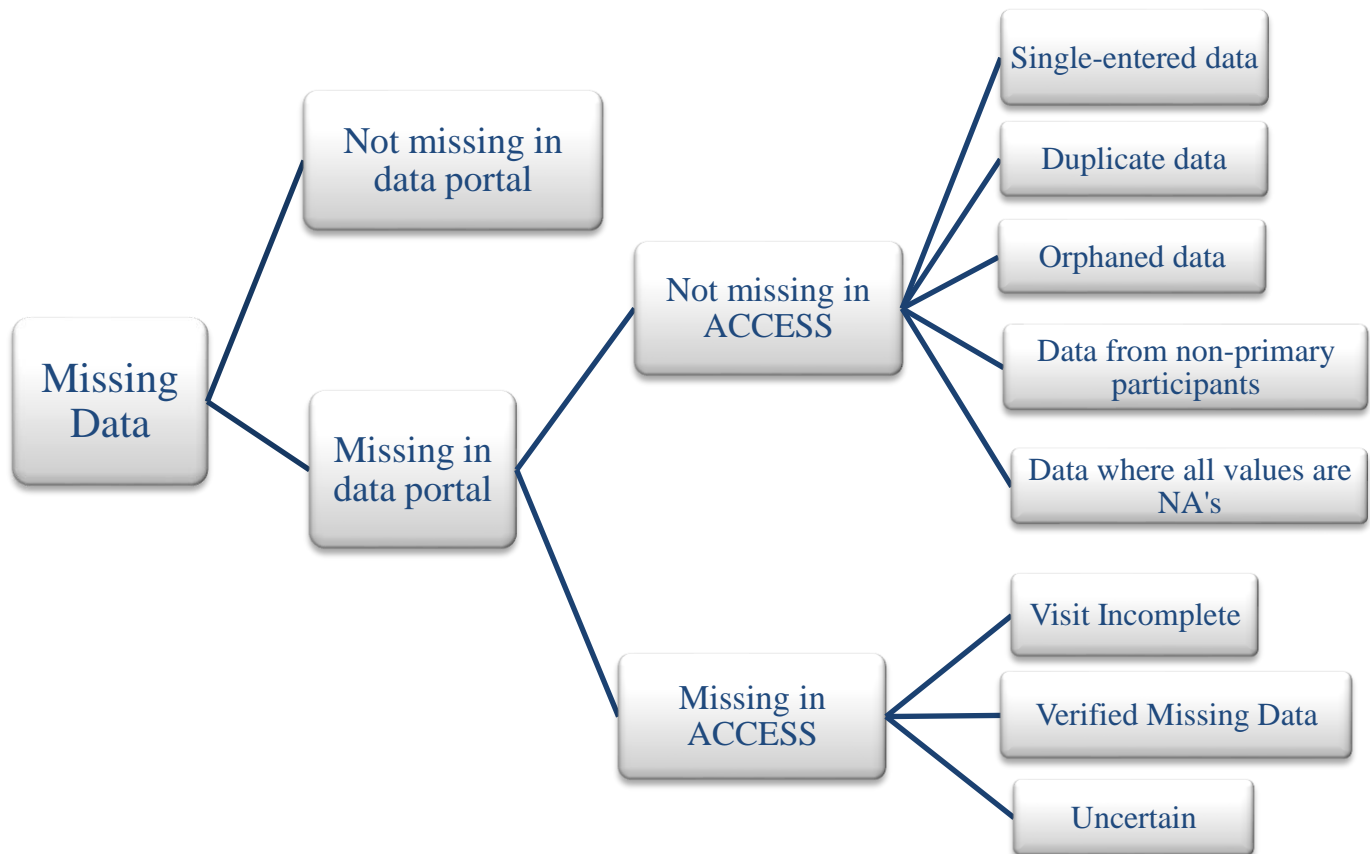 Missing
Data
Not missing in
data portal
Missing in
data portal
Not missing in
ACCESS
Missing in
ACCESS
Single-entered data
Duplicate data
Orphaned data
Data from non-primary
participants
Data where all values are
NA's
Visit Incomplete
Verified Missing Data
Uncertain